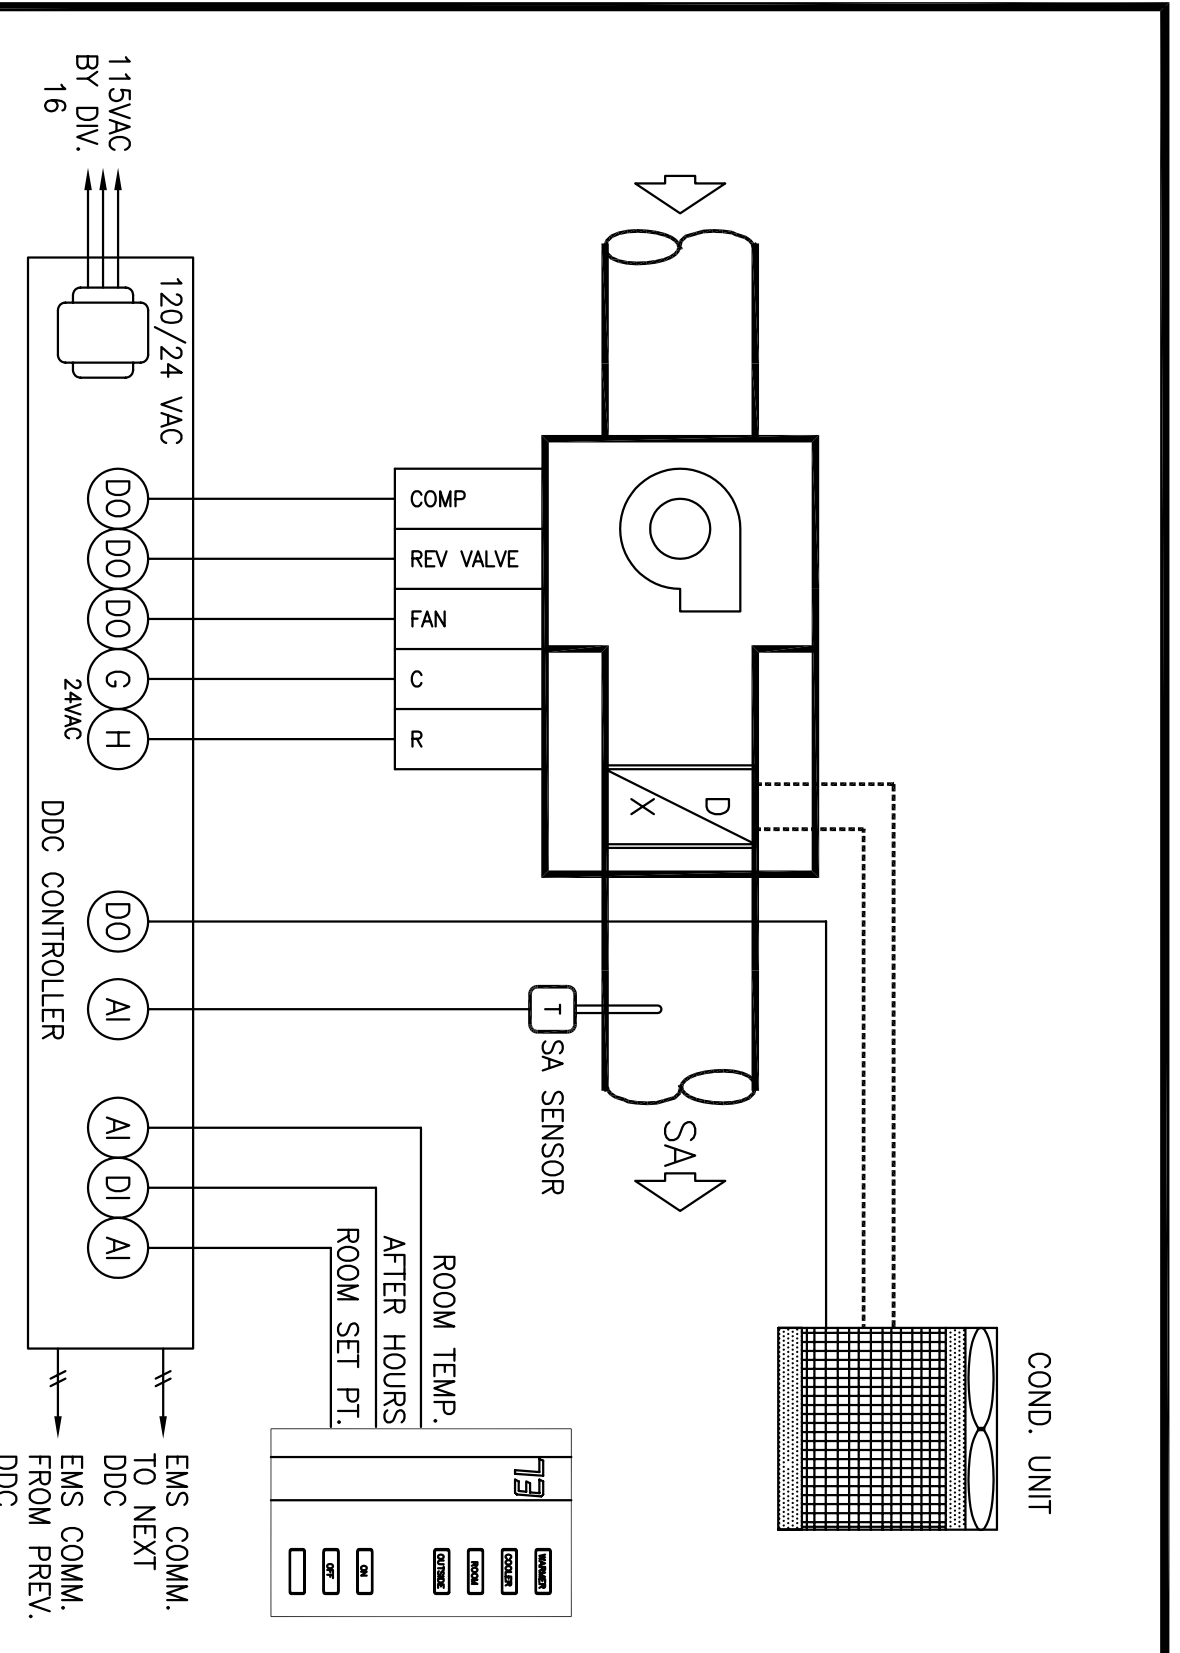 COND. UNIT
D
X
SA
T
SA SENSOR
COMP
REV VALVE
FAN
C
R
73
WARMER
COOLER
ROOM
OUTSIDE
ON
OFF
ROOM TEMP.
AFTER HOURS
ROOM SET PT.
115VAC
BY DIV.
16
120/24 VAC
DO
DO
DO
G
H
24VAC
DO
AI
AI
DI
AI
DDC CONTROLLER
EMS COMM.
TO NEXT
DDC
EMS COMM.
FROM PREV.
DDC